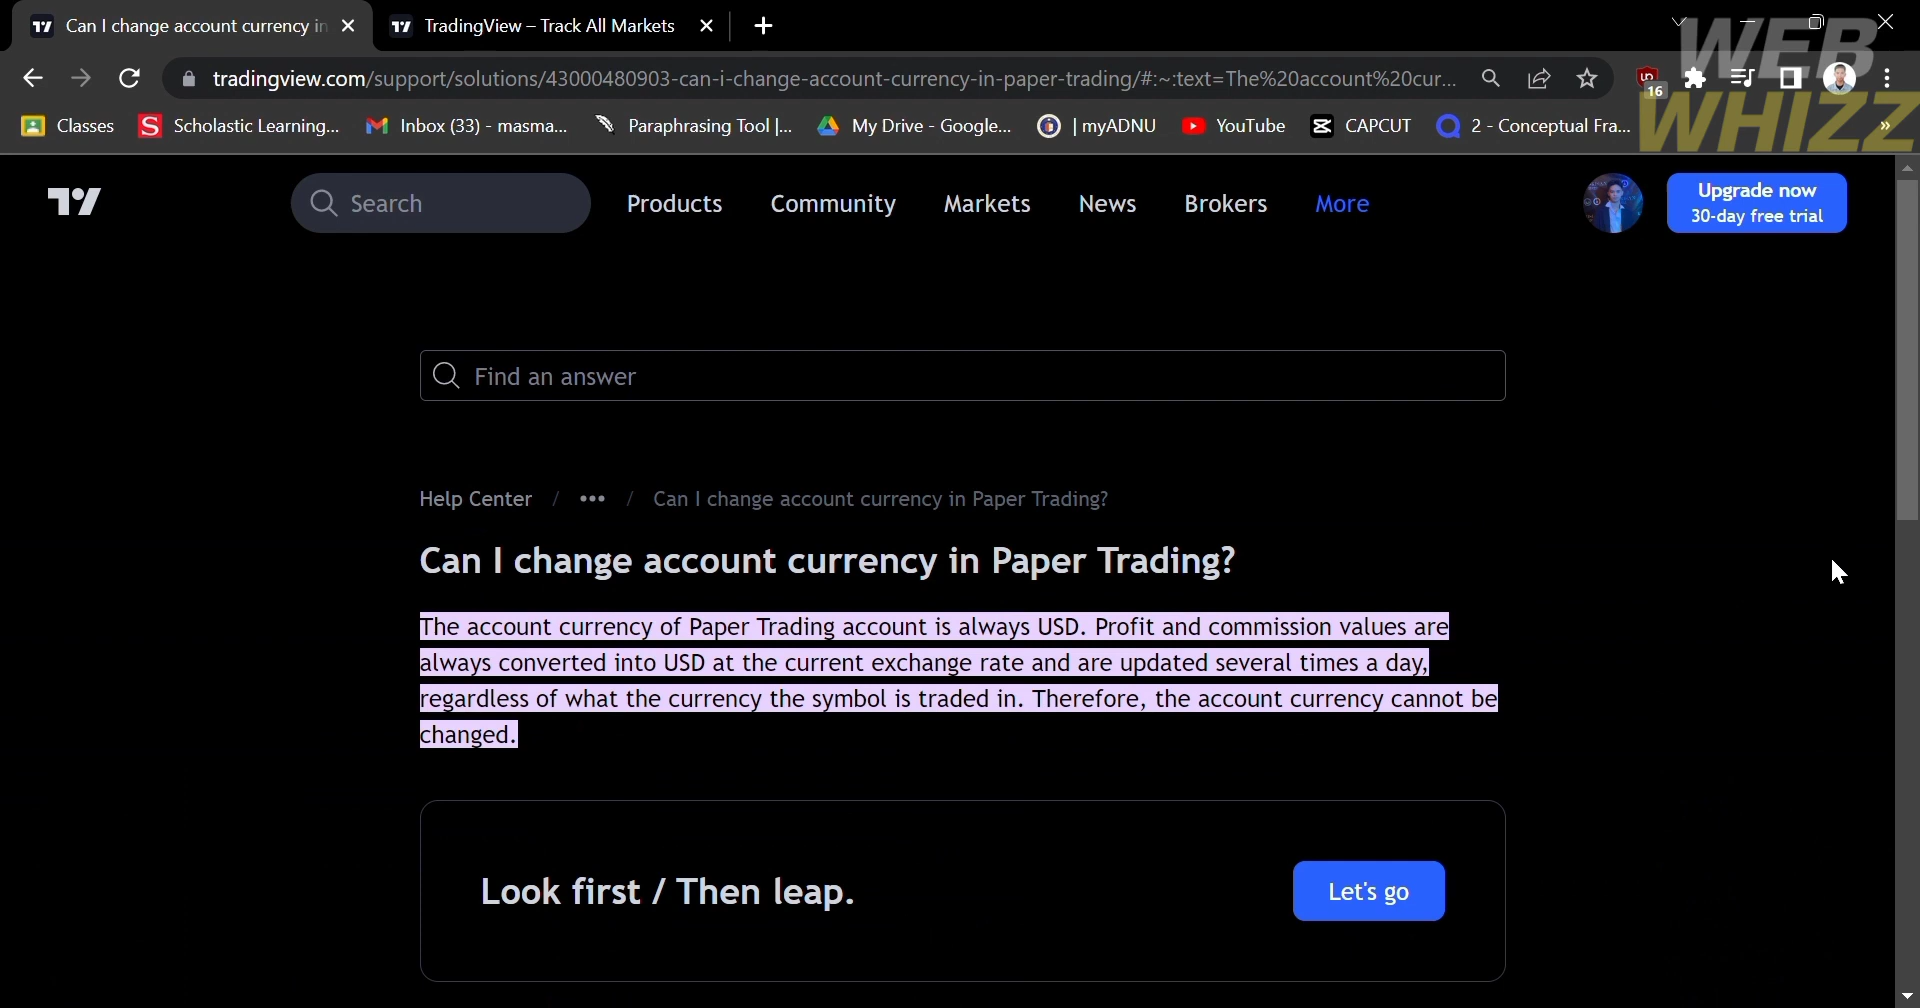 Can I change account currency in
TradingView – Track All Markets
WEB
WHIZZ
tradingview.com/support/solutions/43000480903-can-i-change-account-currency-in-paper-trading/#:~:text=The%20account%20cur...
16
Classes
Scholastic Learning...
Inbox (33) - masma...
Paraphrasing Tool |...
My Drive - Google...
| myADNU
YouTube
CAPCUT
2 - Conceptual Fra...
»
Search
Products
Community
Markets
News
Brokers
More
Upgrade now
30-day free trial
Find an answer
Help Center / ••• / Can I change account currency in Paper Trading?
Can I change account currency in Paper Trading?
The account currency of Paper Trading account is always USD. Profit and commission values are
always converted into USD at the current exchange rate and are updated several times a day,
regardless of what the currency the symbol is traded in. Therefore, the account currency cannot be
changed.
Look first / Then leap.
Let's go